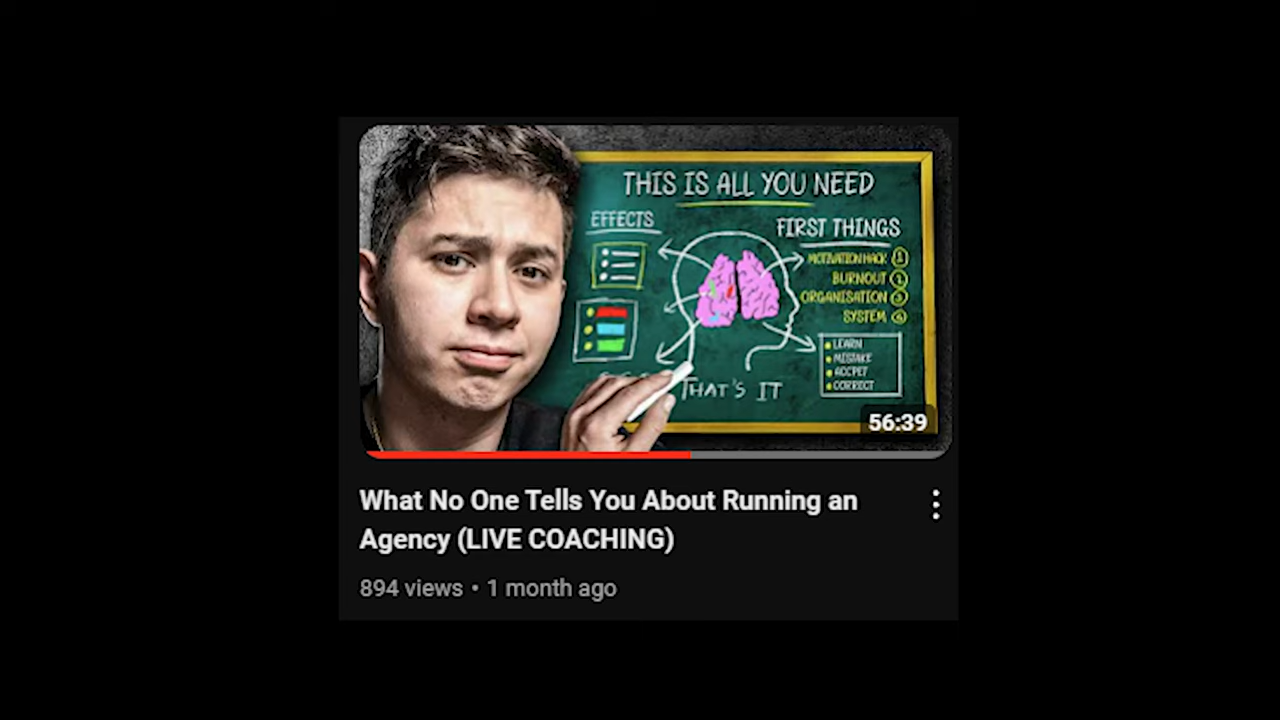 THIS IS ALL YOU NEED
EFFECTS
FIRST THINGS
MOTIVATION HACK 1
BURNOUT 2
ORGANISATION 3
SYSTEM 4
LEARN
MISTAKE
ACCPET
CORRECT
THAT'S IT
56:39
What No One Tells You About Running an
Agency (LIVE COACHING)
894 views • 1 month ago